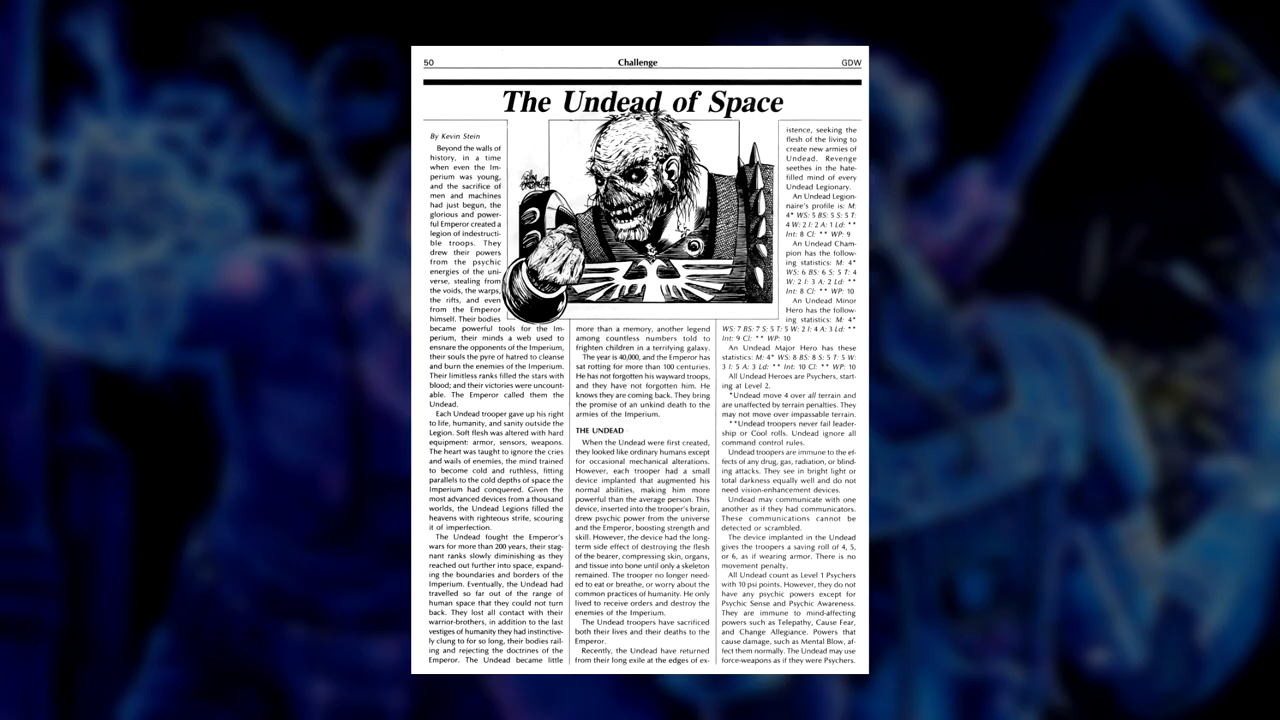 50
Challenge
GDW
The Undead of Space
By Kevin Stein
Beyond the walls of
history, in a time
when even the Im-
perium was young,
and the sacrifice of
men and machines
had just begun, the
glorious and power-
ful Emperor created a
legion of indestructi-
ble troops. They
drew their powers
from the psychic
energies of the uni-
verse, stealing from
the voids, the warps,
the rifts, and even
from the Emperor
himself. Their bodies
became powerful tools for the Im-
perium, their minds a web used to
ensnare the opponents of the Imperium,
their souls the pyre of hatred to cleanse
and burn the enemies of the Imperium.
Their limitless ranks filled the stars with
blood; and their victories were uncount-
able. The Emperor called them the
Undead.
Each Undead trooper gave up his right
to life, humanity, and sanity outside the
Legion. Soft flesh was altered with hard
equipment: armor, sensors, weapons.
The heart was taught to ignore the cries
and wails of enemies, the mind trained
to become cold and ruthless, fitting
parallels to the cold depths of space the
Imperium had conquered. Given the
most advanced devices from a thousand
worlds, the Undead Legions filled the
heavens with righteous strife, scouring
it of imperfection.
The Undead fought the Emperor's
wars for more than 200 years, their stag-
nant ranks slowly diminishing as they
reached out further into space, expand-
ing the boundaries and borders of the
Imperium. Eventually, the Undead had
travelled so far out of the range of
human space that they could not turn
back. They lost all contact with their
warrior-brothers, in addition to the last
vestiges of humanity they had instinctive-
ly clung to for so long, their bodies rail-
ing and rejecting the doctrines of the
Emperor. The Undead became little
more than a memory, another legend
among countless numbers told to
frighten children in a terrifying galaxy.
The year is 40,000, and the Emperor has
sat rotting for more than 100 centuries.
He has not forgotten his wayward troops,
and they have not forgotten him. He
knows they are coming back. They bring
the promise of an unkind death to the
armies of the Imperium.
THE UNDEAD
When the Undead were first created,
they looked like ordinary humans except
for occasional mechanical alterations.
However, each trooper had a small
device implanted that augmented his
normal abilities, making him more
powerful than the average person. This
device, inserted into the trooper's brain,
drew psychic power from the universe
and the Emperor, boosting strength and
skill. However, the device had the long-
term side effect of destroying the flesh
of the bearer, compressing skin, organs,
and tissue into bone until only a skeleton
remained. The trooper no longer need-
ed to eat or breathe, or worry about the
common practices of humanity. He only
lived to receive orders and destroy the
enemies of the Imperium.
The Undead troopers have sacrificed
both their lives and their deaths to the
Emperor.
Recently, the Undead have returned
from their long exile at the edges of ex-
istence, seeking the
flesh of the living to
create new armies of
Undead. Revenge
seethes in the hate-
filled mind of every
Undead Legionary.
An Undead Legion-
naire's profile is: M:
4* WS: 5 BS: 5 S: 5 T:
4 W: 2 I: 2 A: 1 Ld: **
Int: 8 Cl: ** WP: 9
An Undead Cham-
pion has the follow-
ing statistics: M: 4*
WS: 6 BS: 6 S: 5 T: 4
W: 2 I: 3 A: 2 Ld: **
Int: 8 Cl: ** WP: 10
An Undead Minor
Hero has the follow-
ing statistics: M: 4*
WS: 7 BS: 7 S: 5 T: 5 W: 2 I: 4 A: 3 Ld: **
Int: 9 Cl: ** WP: 10
An Undead Major Hero has these
statistics: M: 4* WS: 8 BS: 8 S: 5 T: 5 W:
3 I: 5 A: 3 Ld: ** Int: 10 Cl: ** WP: 10
All Undead Heroes are Psychers, start-
ing at Level 2.
*Undead move 4 over all terrain and
are unaffected by terrain penalties. They
may not move over impassable terrain.
**Undead troopers never fail leader-
ship or Cool rolls. Undead ignore all
command control rules.
Undead troopers are immune to the ef-
fects of any drug, gas, radiation, or blind-
ing attacks. They see in bright light or
total darkness equally well and do not
need vision-enhancement devices.
Undead may communicate with one
another as if they had communicators.
These communications cannot be
detected or scrambled.
The device implanted in the Undead
gives the troopers a saving roll of 4, 5,
or 6, as if wearing armor. There is no
movement penalty.
All Undead count as Level 1 Psychers
with 10 psi points. However, they do not
have any psychic powers except for
Psychic Sense and Psychic Awareness.
They are immune to mind-affecting
powers such as Telepathy, Cause Fear,
and Change Allegiance. Powers that
cause damage, such as Mental Blow, af-
fect them normally. The Undead may use
force-weapons as if they were Psychers.